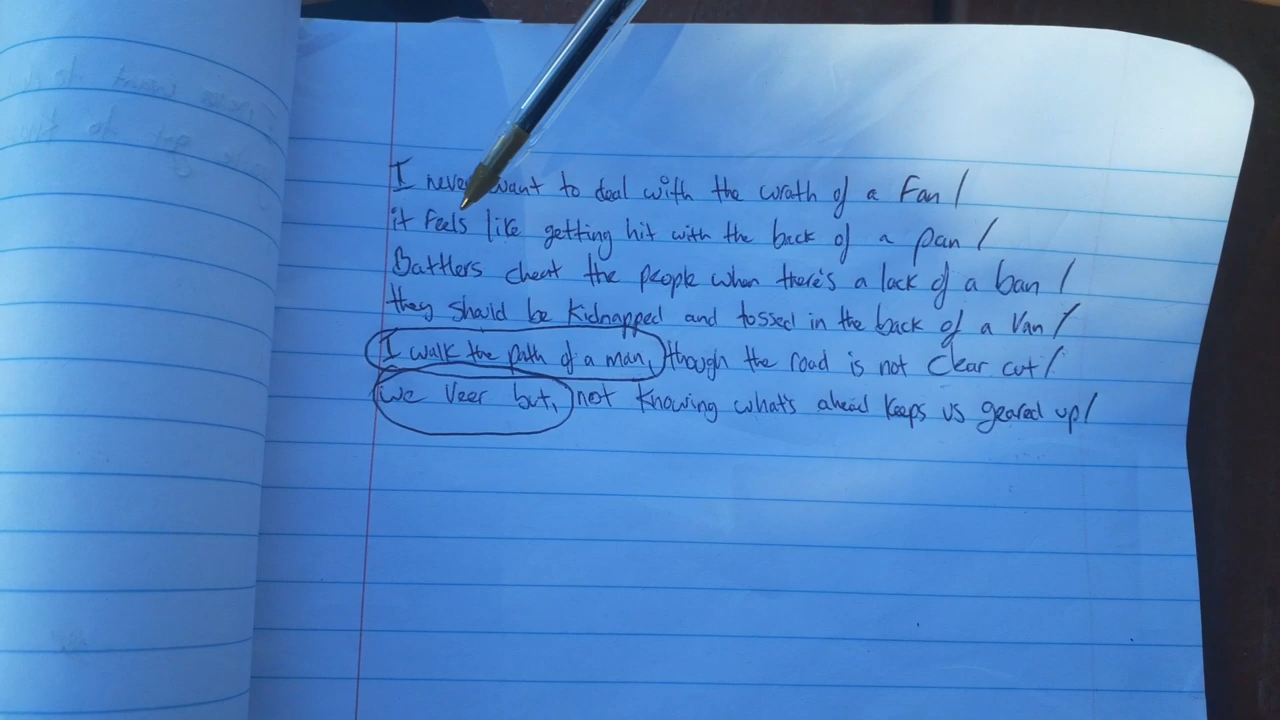 I never want to deal with the wrath of a Fan /
it feels like getting hit with the back of a pan /
Battlers cheat the people when there's a lack of a ban /
they should be kidnapped and tossed in the back of a Van /
I walk the path of a man, though the road is not clear cut /
we veer but, not knowing what's ahead keeps us geared up /